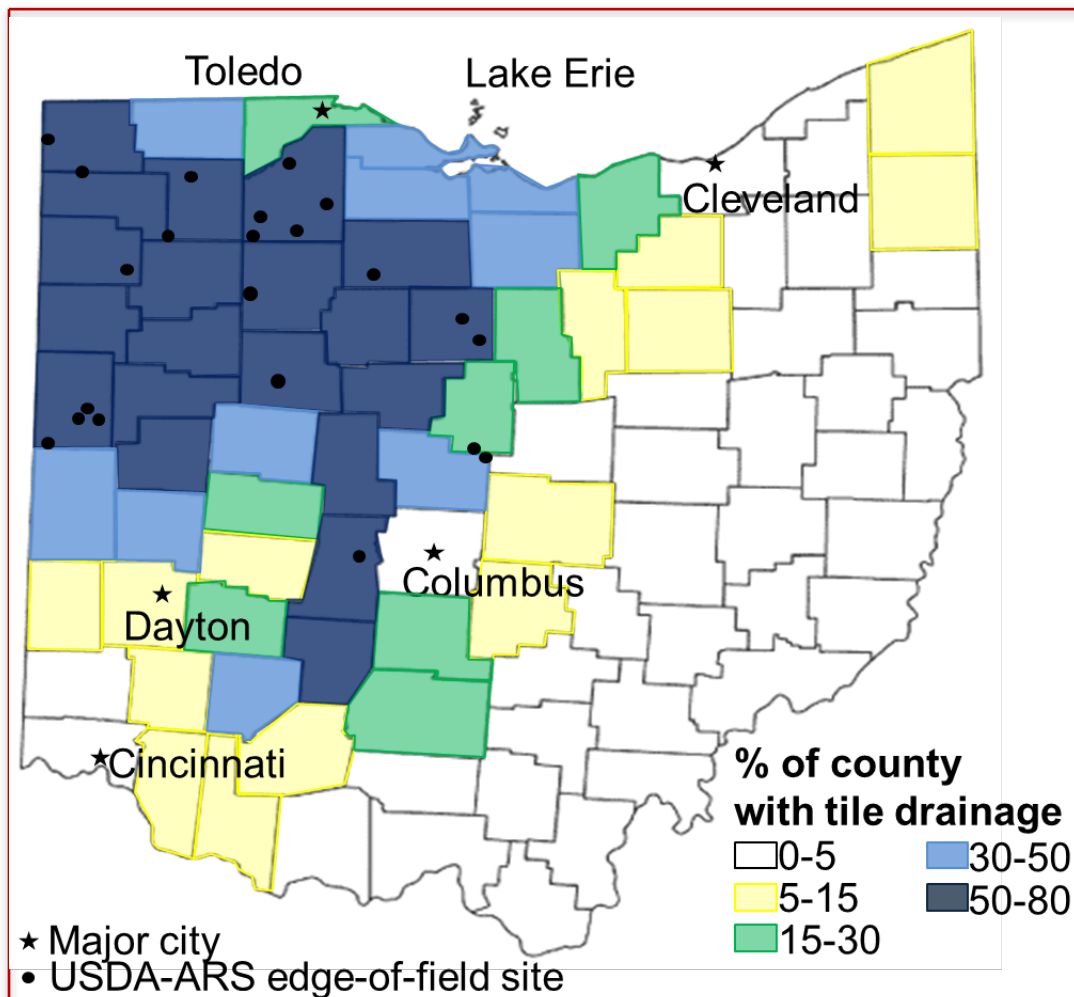 Toledo
Lake Erie
Cleveland
Columbus
Dayton
Cincinnati
% of county
with tile drainage
0-5
30-50
5-15
50-80
15-30
Major city
USDA-ARS edge-of-field site